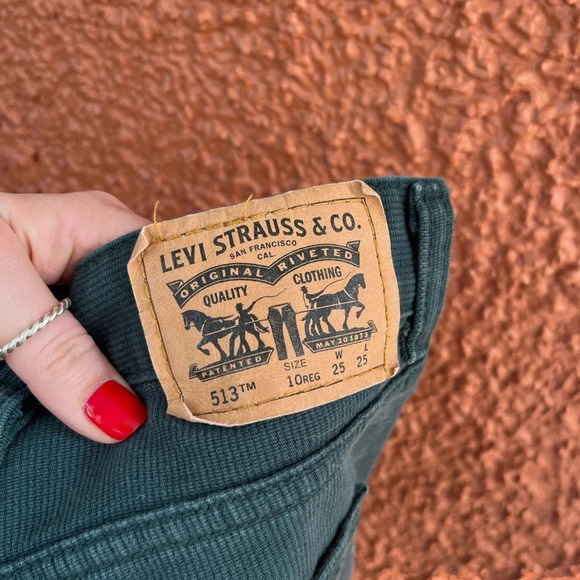 LEVI STRAUSS & CO.
SAN FRANCISCO
CAL.
ORIGINAL RIVETED
QUALITY CLOTHING
PATENTED MAY 20 1873
SIZE W L
513™ 10REG 25 25